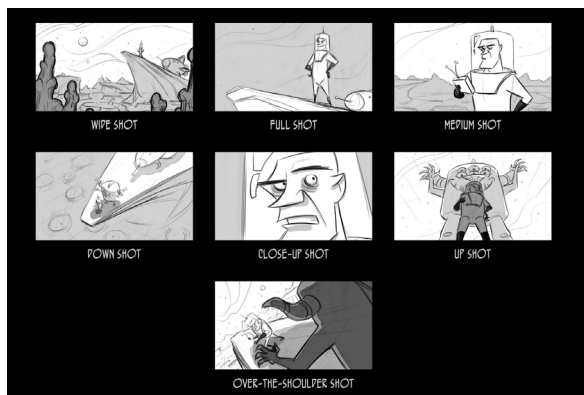 WIDE SHOT
FULL SHOT
MEDIUM SHOT
DOWN SHOT
CLOSE-UP SHOT
UP SHOT
OVER-THE-SHOULDER SHOT